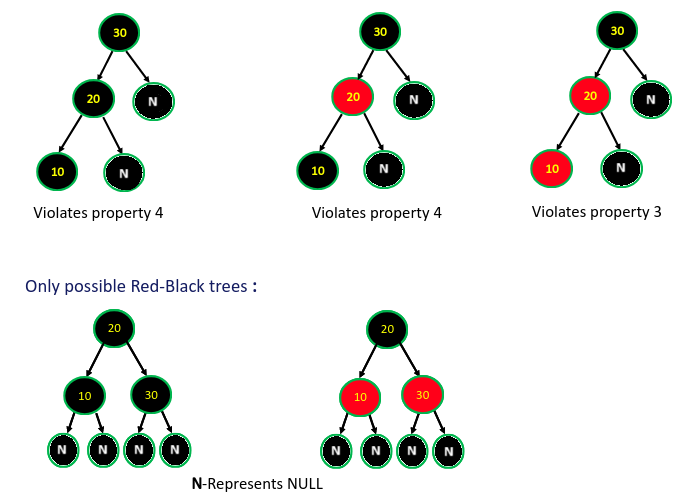 30 30 30
20 N 20 N 20 N
10 N 10 N 10 N
Violates property 4 Violates property 4 Violates property 3
Only possible Red-Black trees :
20 20
10 30 10 30
N N N N N N N N
N-Represents NULL